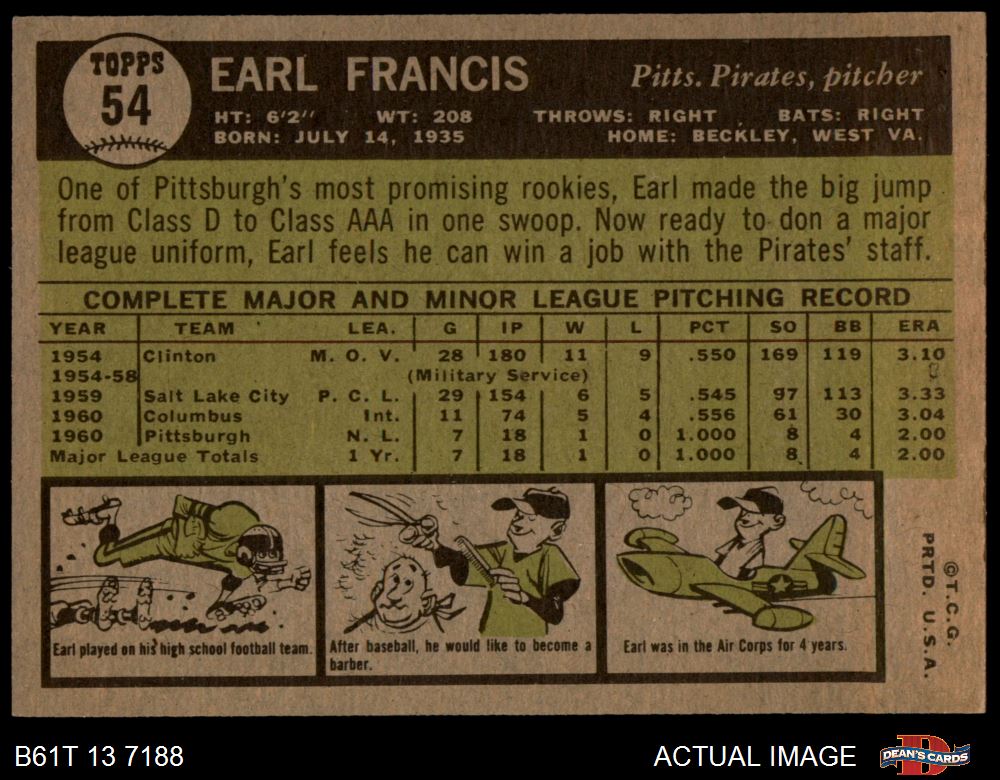 TOPPS
54
EARL FRANCIS
Pitts. Pirates, pitcher
HT: 6'2" WT: 208 THROWS: RIGHT BATS: RIGHT
BORN: JULY 14, 1935 HOME: BECKLEY, WEST VA.
One of Pittsburgh's most promising rookies, Earl made the big jump
from Class D to Class AAA in one swoop. Now ready to don a major
league uniform, Earl feels he can win a job with the Pirates' staff.
COMPLETE MAJOR AND MINOR LEAGUE PITCHING RECORD
YEAR TEAM LEA. G IP W L PCT SO BB ERA
1954 Clinton M. O. V. 28 180 11 9 .550 169 119 3.10
1954-58 (Military Service)
1959 Salt Lake City P. C. L. 29 154 6 5 .545 97 113 3.33
1960 Columbus Int. 11 74 5 4 .556 61 30 3.04
1960 Pittsburgh N. L. 7 18 1 0 1.000 8 4 2.00
Major League Totals 1 Yr. 7 18 1 0 1.000 8 4 2.00
Earl played on his high school football team.
After baseball, he would like to become a
barber.
Earl was in the Air Corps for 4 years.
©T.C.G.
PRTD. U.S.A.
B61T 13 7188
ACTUAL IMAGE
DEAN'S CARDS